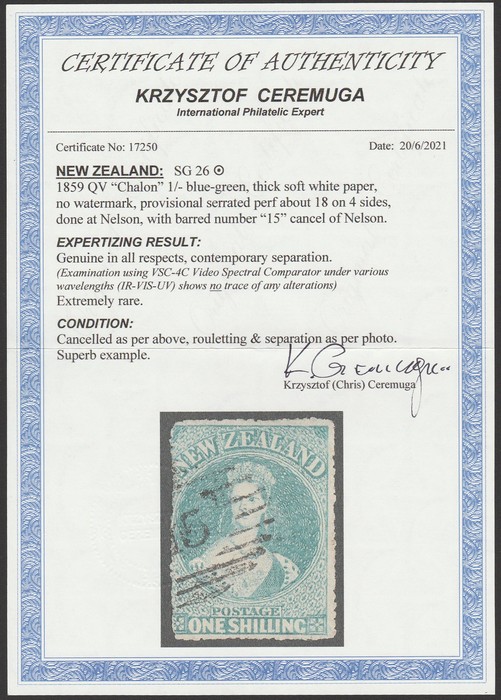 CERTIFICATE OF AUTHENTICITY
KRZYSZTOF CEREMUGA
International Philatelic Expert
Certificate No: 17250 Date: 20/6/2021
NEW ZEALAND: SG 26 ⊙
1859 QV “Chalon” 1/- blue-green, thick soft white paper,
no watermark, provisional serrated perf about 18 on 4 sides,
done at Nelson, with barred number “15” cancel of Nelson.
EXPERTIZING RESULT:
Genuine in all respects, contemporary separation.
(Examination using VSC-4C Video Spectral Comparator under various
wavelengths (IR-VIS-UV) shows no trace of any alterations)
Extremely rare.
CONDITION:
Cancelled as per above, rouletting & separation as per photo.
Superb example.
K. Ceremuga
Krzysztof (Chris) Ceremuga
NEW ZEALAND
15
POSTAGE
ONE SHILLING